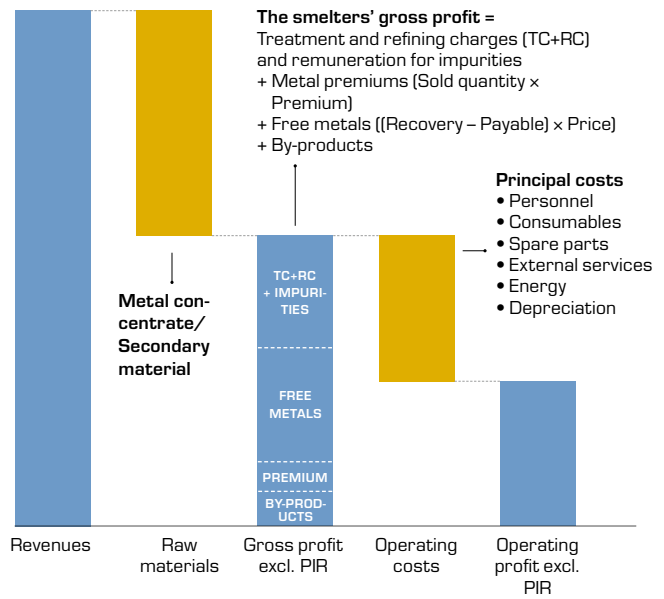 The smelters’ gross profit =
Treatment and refining charges (TC+RC)
and remuneration for impurities
+ Metal premiums (Sold quantity ×
Premium)
+ Free metals ((Recovery – Payable) × Price)
+ By-products
Principal costs
• Personnel
• Consumables
• Spare parts
• External services
• Energy
• Depreciation
Metal con-
centrate/
Secondary
material
TC+RC
+ IMPURI-
TIES
FREE
METALS
PREMIUM
BY-PROD-
UCTS
Revenues
Raw
materials
Gross profit
excl. PIR
Operating
costs
Operating
profit excl.
PIR